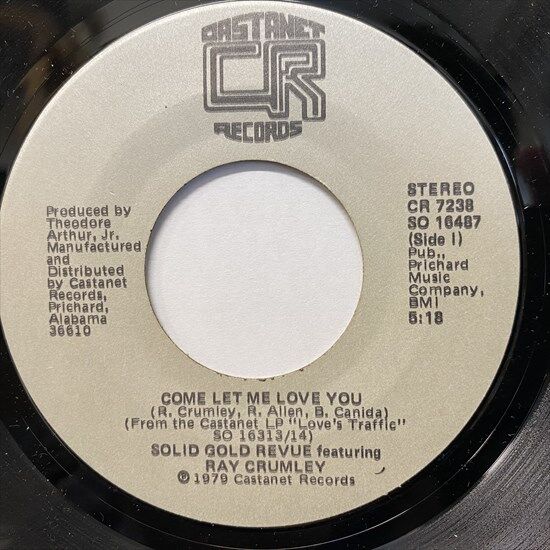 CASTANET
CR
RECORDS
Produced by
Theodore
Arthur, Jr.
Manufactured
and
Distributed
by Castanet
Records,
Prichard,
Alabama
36610
STEREO
CR 7238
SO 16487
(Side I)
Pub.,
Prichard
Music
Company,
BMI
5:18
COME LET ME LOVE YOU
(R. Crumley, R. Allen, B. Canida)
(From the Castanet LP "Love's Traffic"
SO 16313/14)
SOLID GOLD REVUE featuring
RAY CRUMLEY
℗ 1979 Castanet Records